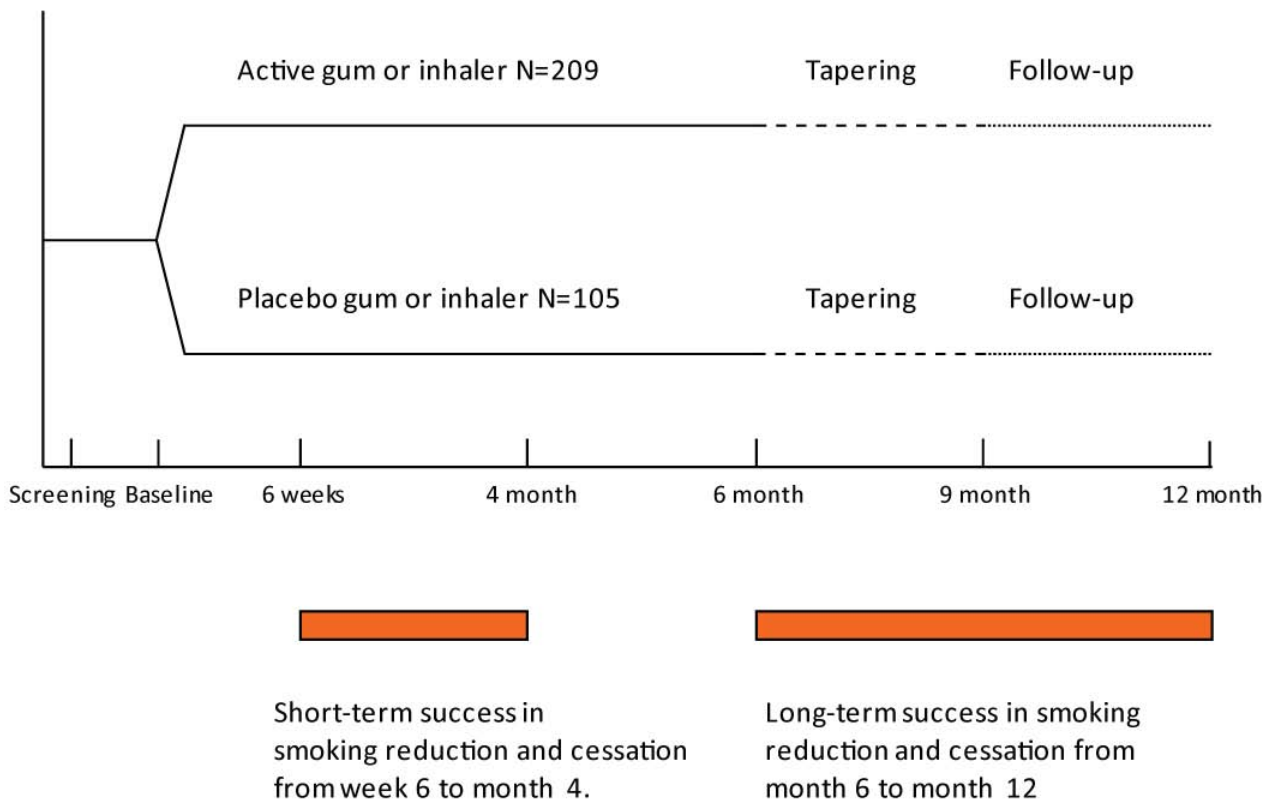 Active gum or inhaler N=209 Tapering Follow-up
Placebo gum or inhaler N=105 Tapering Follow-up
Screening Baseline 6 weeks 4 month 6 month 9 month 12 month
Short-term success in
smoking reduction and cessation
from week 6 to month 4.
Long-term success in smoking
reduction and cessation from
month 6 to month 12